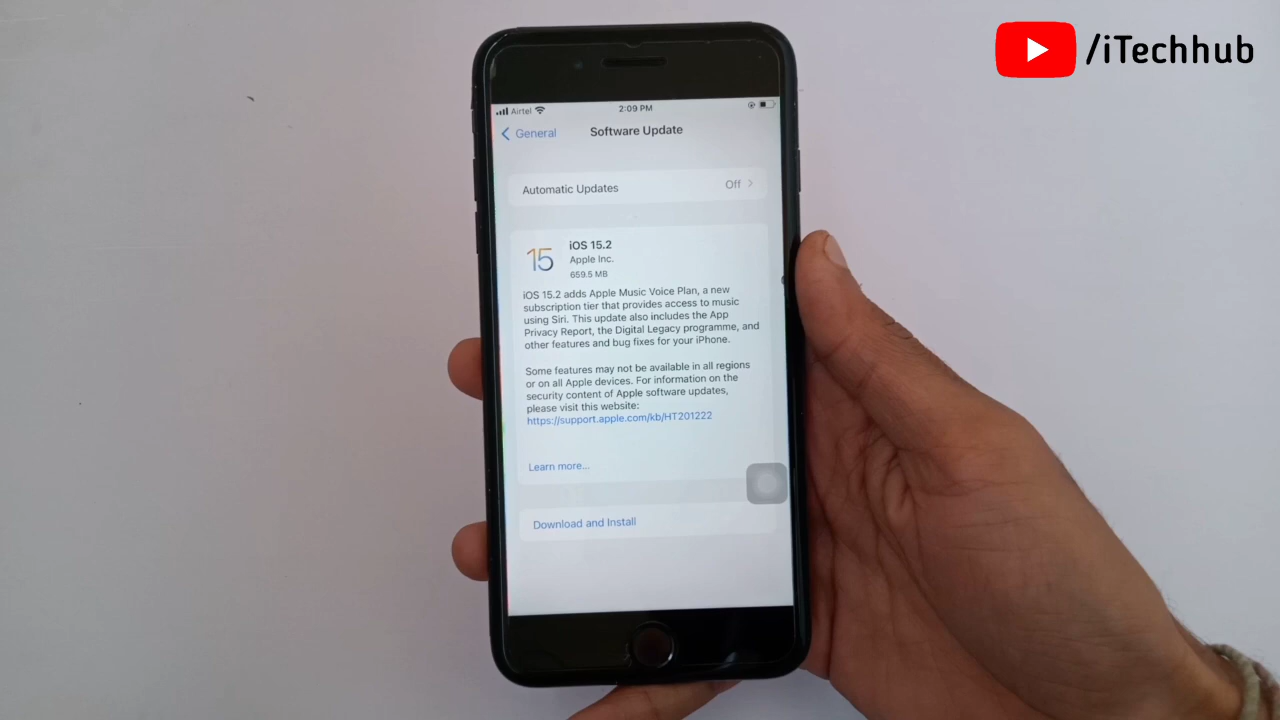 /iTechhub
Airtel
2:09 PM
General
Software Update
Automatic Updates
Off
15
iOS 15.2
Apple Inc.
659.5 MB
iOS 15.2 adds Apple Music Voice Plan, a new
subscription tier that provides access to music
using Siri. This update also includes the App
Privacy Report, the Digital Legacy programme, and
other features and bug fixes for your iPhone.
Some features may not be available in all regions
or on all Apple devices. For information on the
security content of Apple software updates,
please visit this website:
https://support.apple.com/kb/HT201222
Learn more...
Download and Install